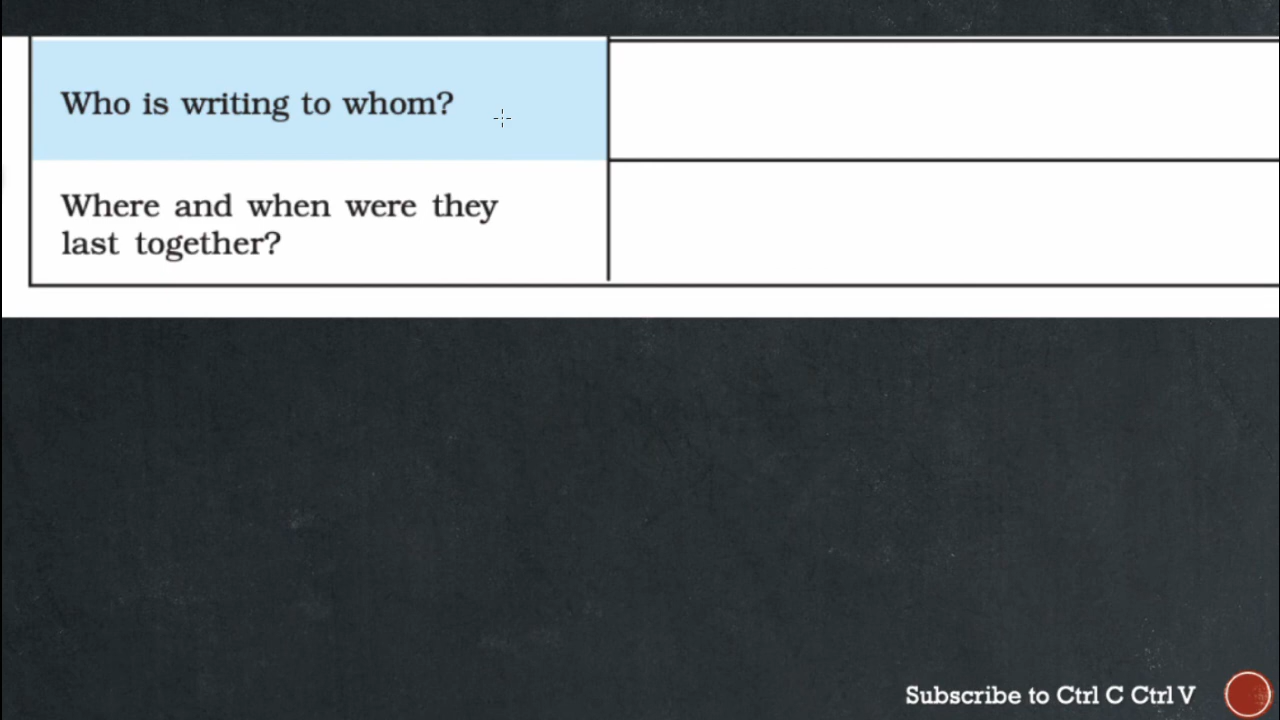 Who is writing to whom?
Where and when were they
last together?
Subscribe to Ctrl C Ctrl V